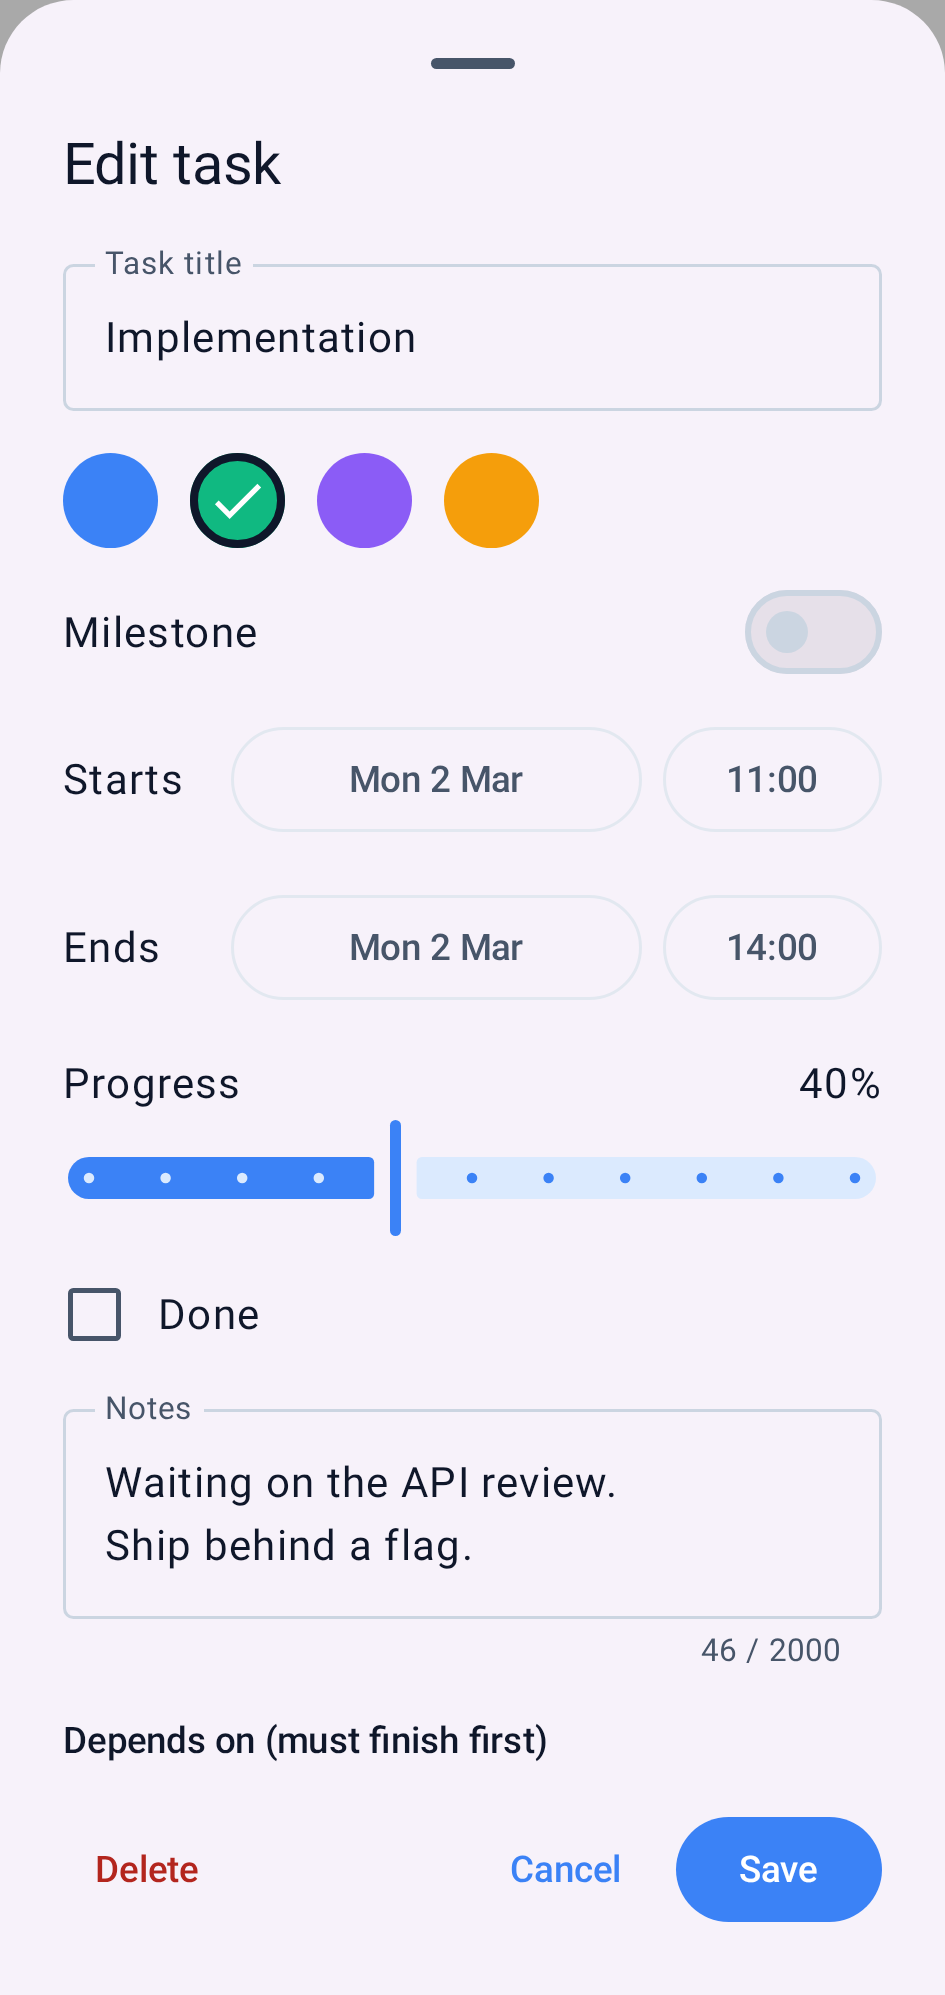 Edit task
Task title
Implementation
Milestone
Starts
Mon 2 Mar
11:00
Ends
Mon 2 Mar
14:00
Progress
40%
Done
Notes
Waiting on the API review.
Ship behind a flag.
46 / 2000
Depends on (must finish first)
Delete
Cancel
Save